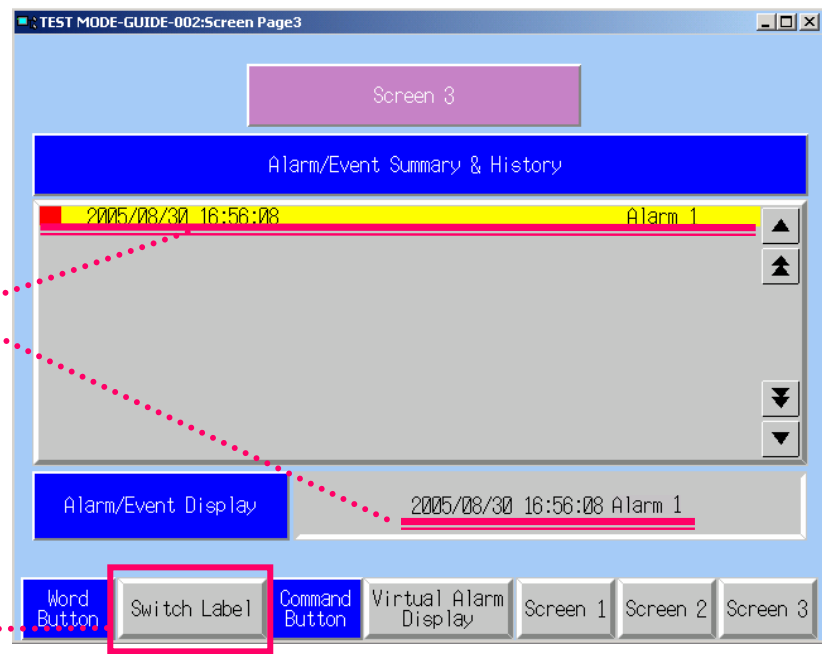 TEST MODE-GUIDE-002:Screen Page3
Screen 3
Alarm/Event Summary & History
2005/08/30 16:56:08 Alarm 1
Alarm/Event Display
2005/08/30 16:56:08 Alarm 1
Word Button
Switch Label
Command Button
Virtual Alarm Display
Screen 1
Screen 2
Screen 3